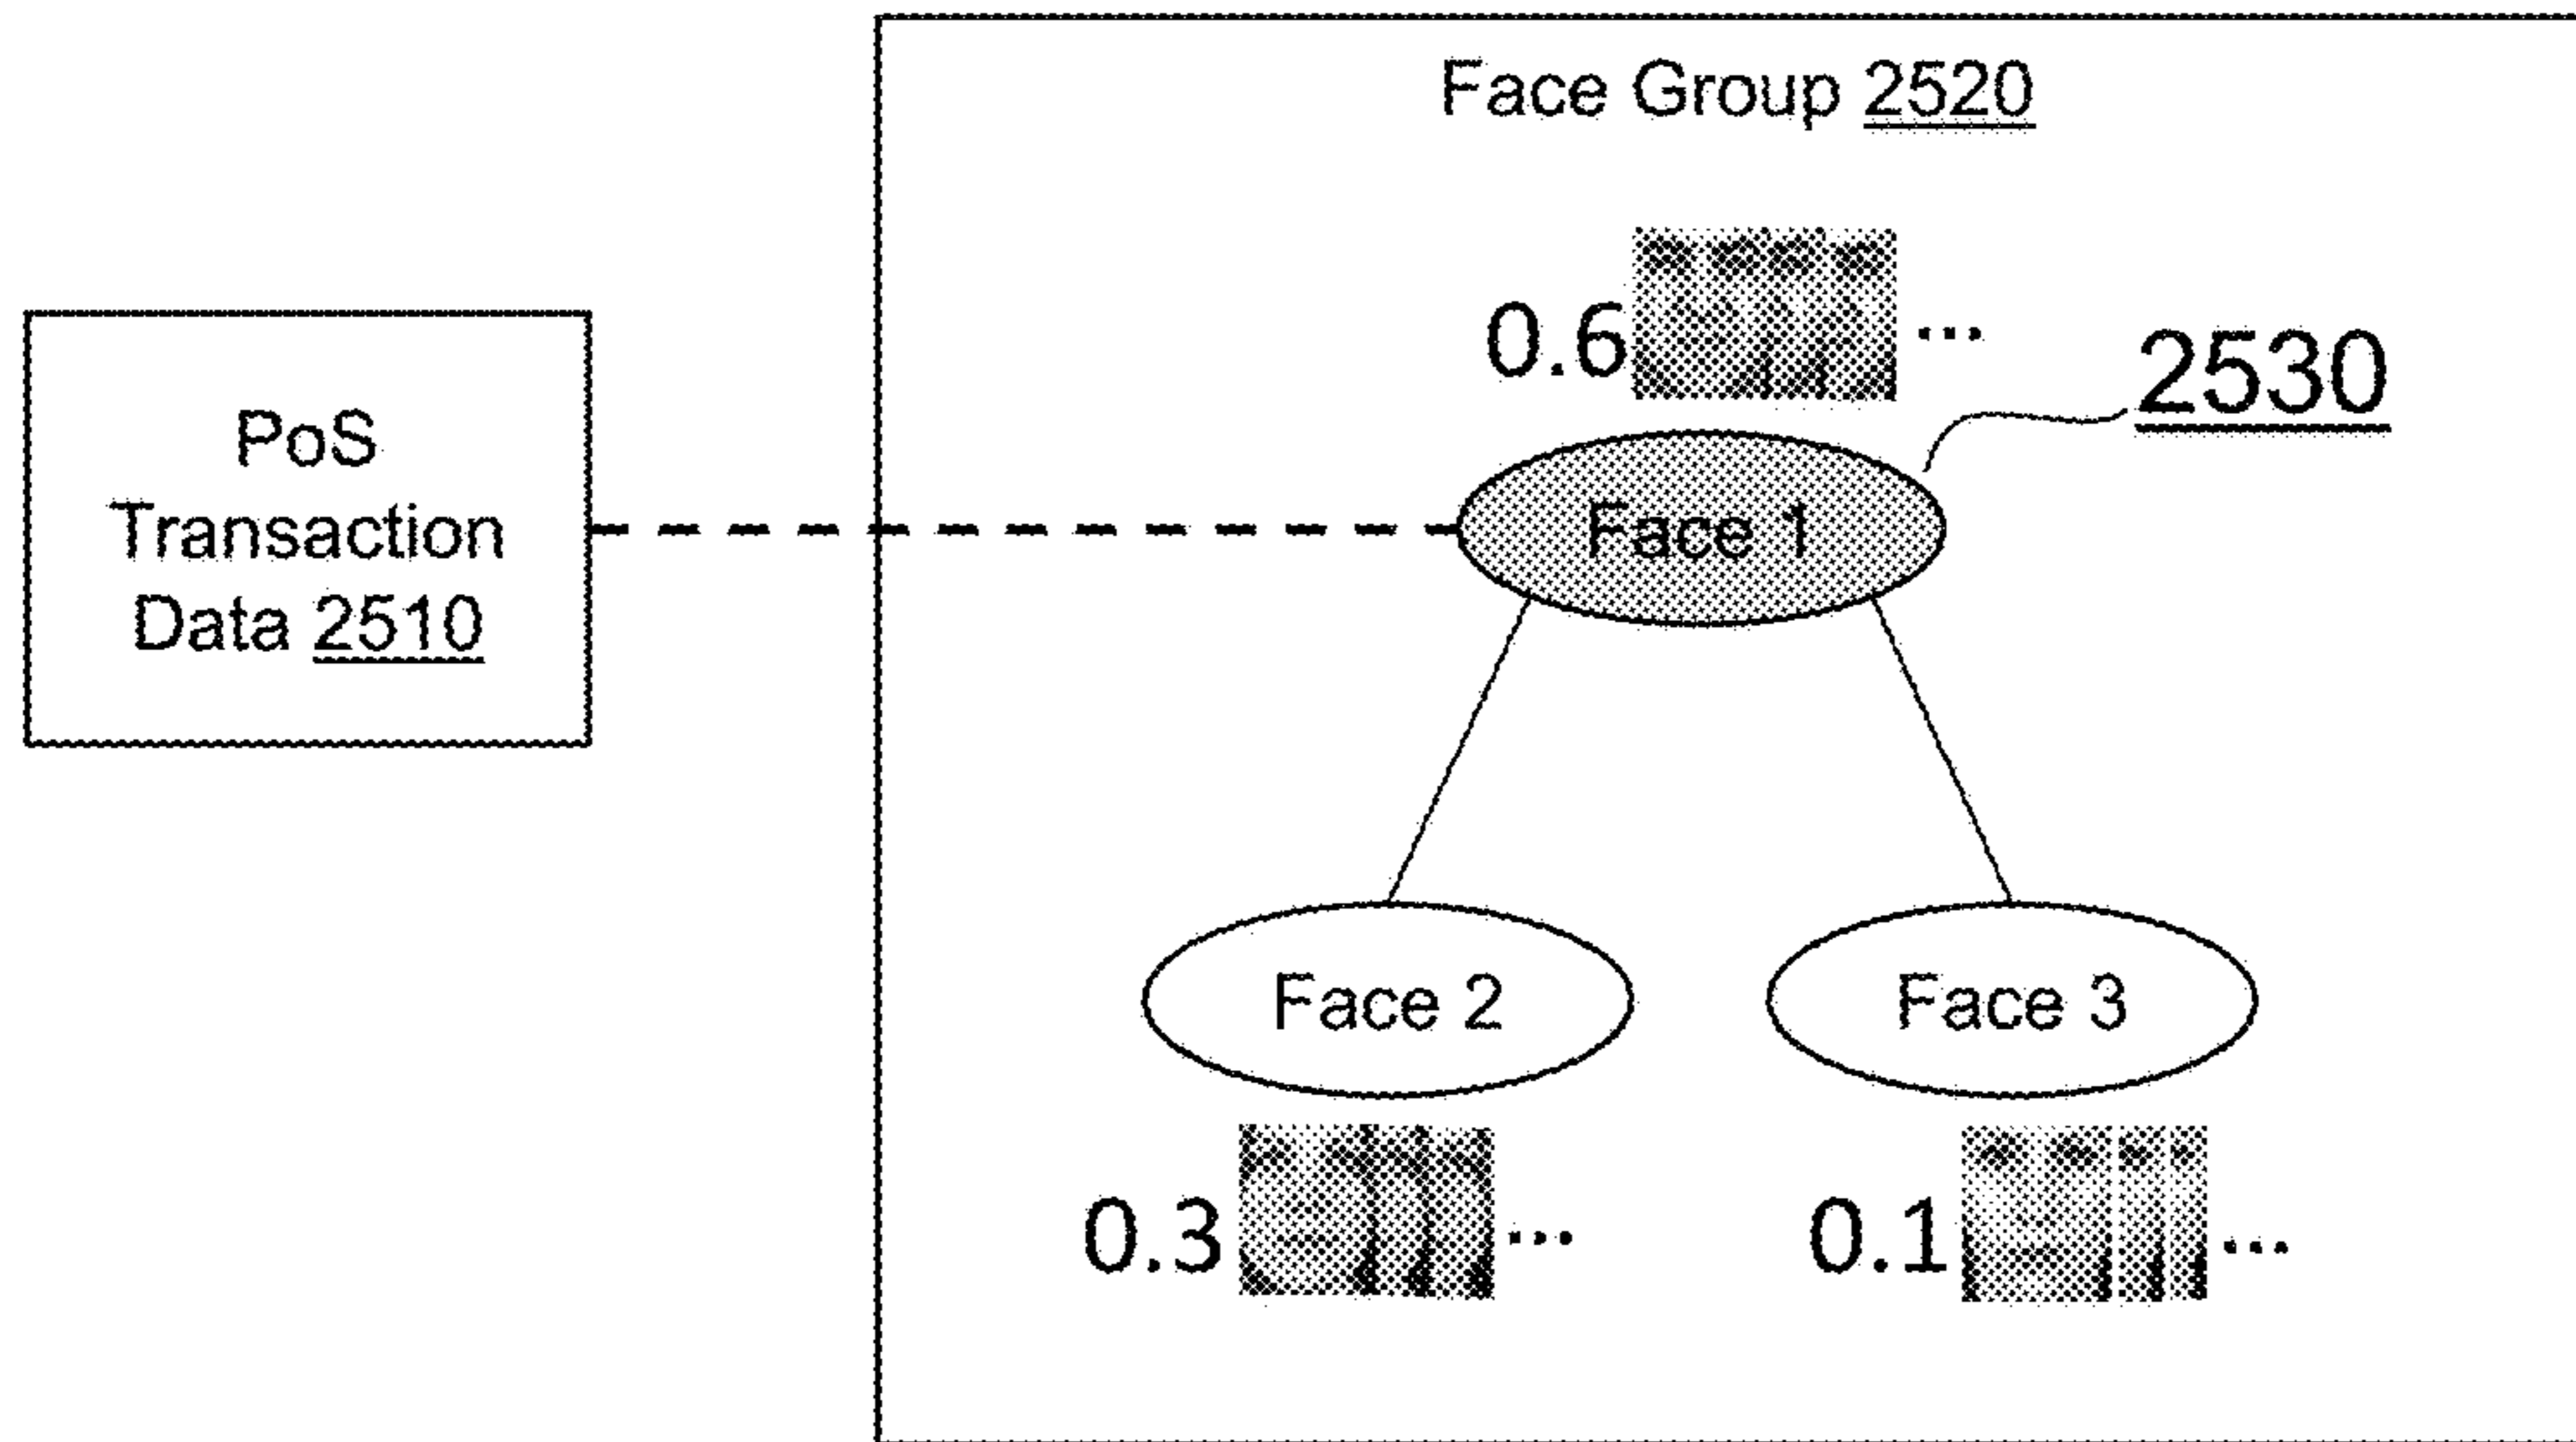 Face Group 2520
0.6 ...
2530
PoS
Transaction
Data 2510
Face 1
Face 2
Face 3
0.3 ...
0.1 ...